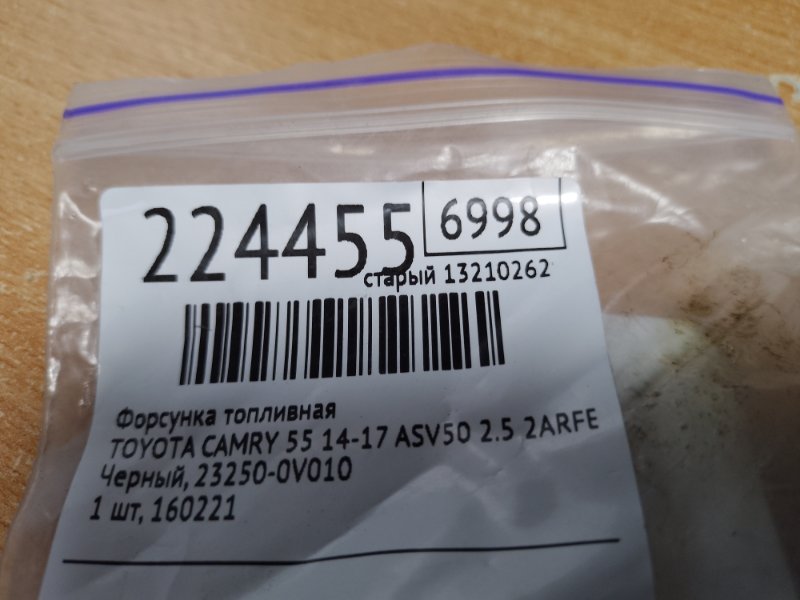 224455 6998
старый 13210262
Форсунка топливная
TOYOTA CAMRY 55 14-17 ASV50 2.5 2ARFE
Черный, 23250-0V010
1 шт, 160221